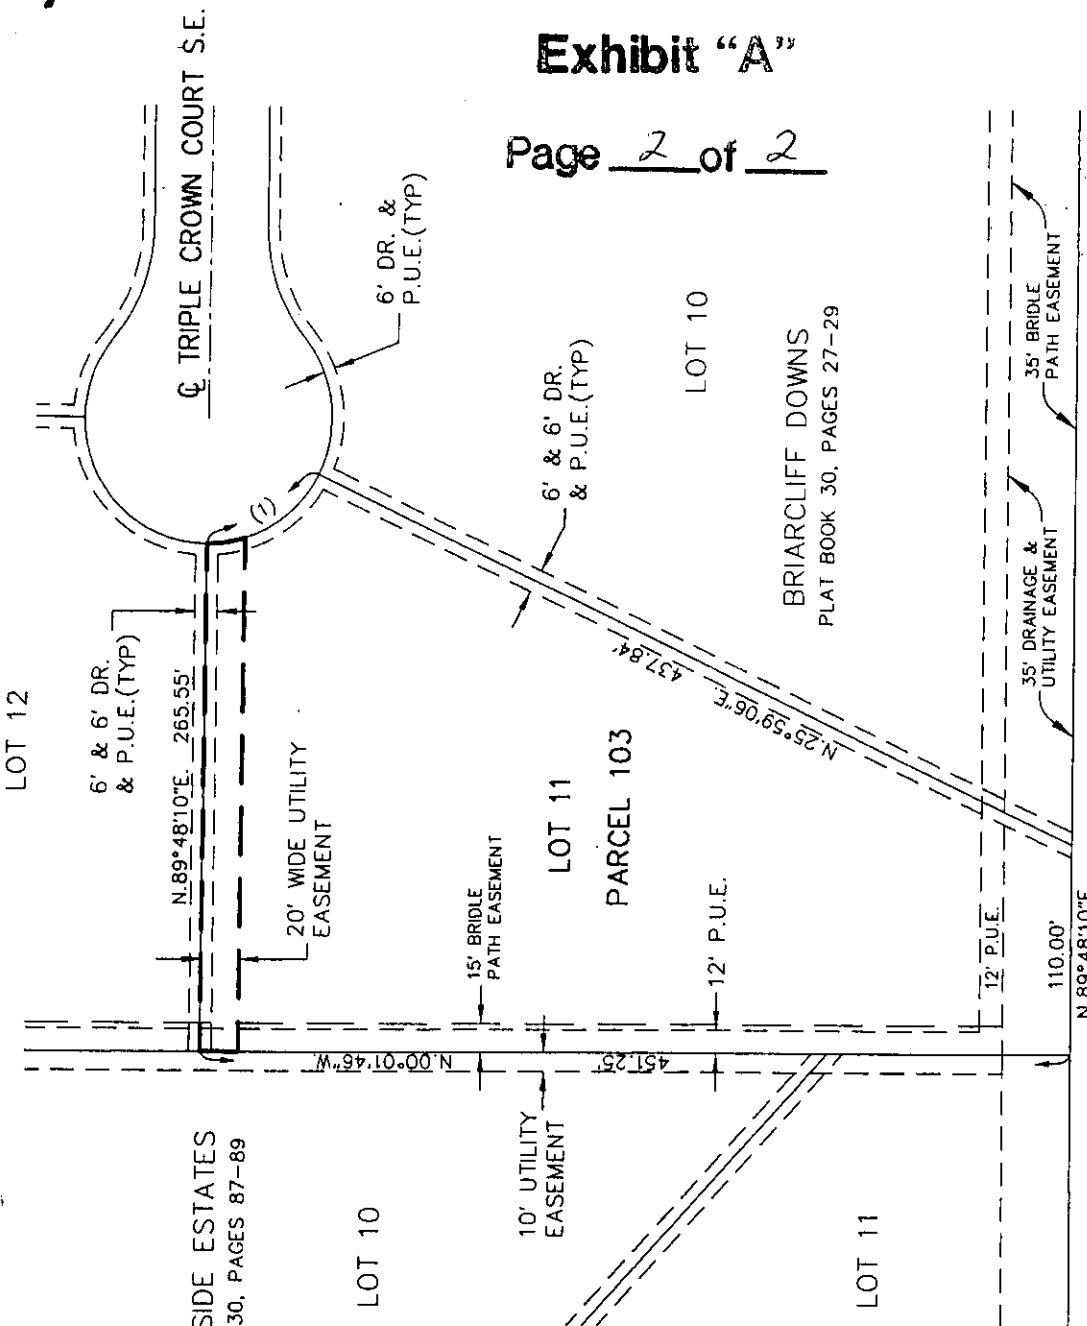 Exhibit "A"
Page 2 of 2
℄ TRIPLE CROWN COURT S.E.
6' DR. &
P.U.E.(TYP)
LOT 12
6' & 6' DR.
& P.U.E.(TYP)
N.89°48'10"E. 265.55'
(1)
20' WIDE UTILITY
EASEMENT
6' & 6' DR.
& P.U.E.(TYP)
LOT 10
BRIARCLIFF DOWNS
PLAT BOOK 30, PAGES 27-29
35' BRIDLE
PATH EASEMENT
35' DRAINAGE &
UTILITY EASEMENT
N.25°59'06"E. 437.84'
LOT 11
PARCEL 103
15' BRIDLE
PATH EASEMENT
12' P.U.E.
12' P.U.E.
110.00'
N.89°48'10"E.
N.00°01'46"W.
451.25'
10' UTILITY
EASEMENT
SIDE ESTATES
30, PAGES 87-89
LOT 10
LOT 11